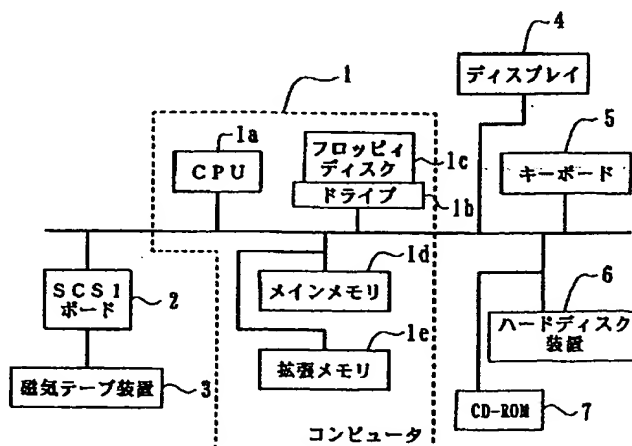 4
ディスプレイ
1
1a
CPU
フロッピィ
ディスク
1c
ドライブ
1b
5
キーボード
SCSI
ボード
2
磁気テープ装置
3
メインメモリ
1d
拡張メモリ
1e
6
ハードディスク
装置
CD-ROM
7
コンピュータ